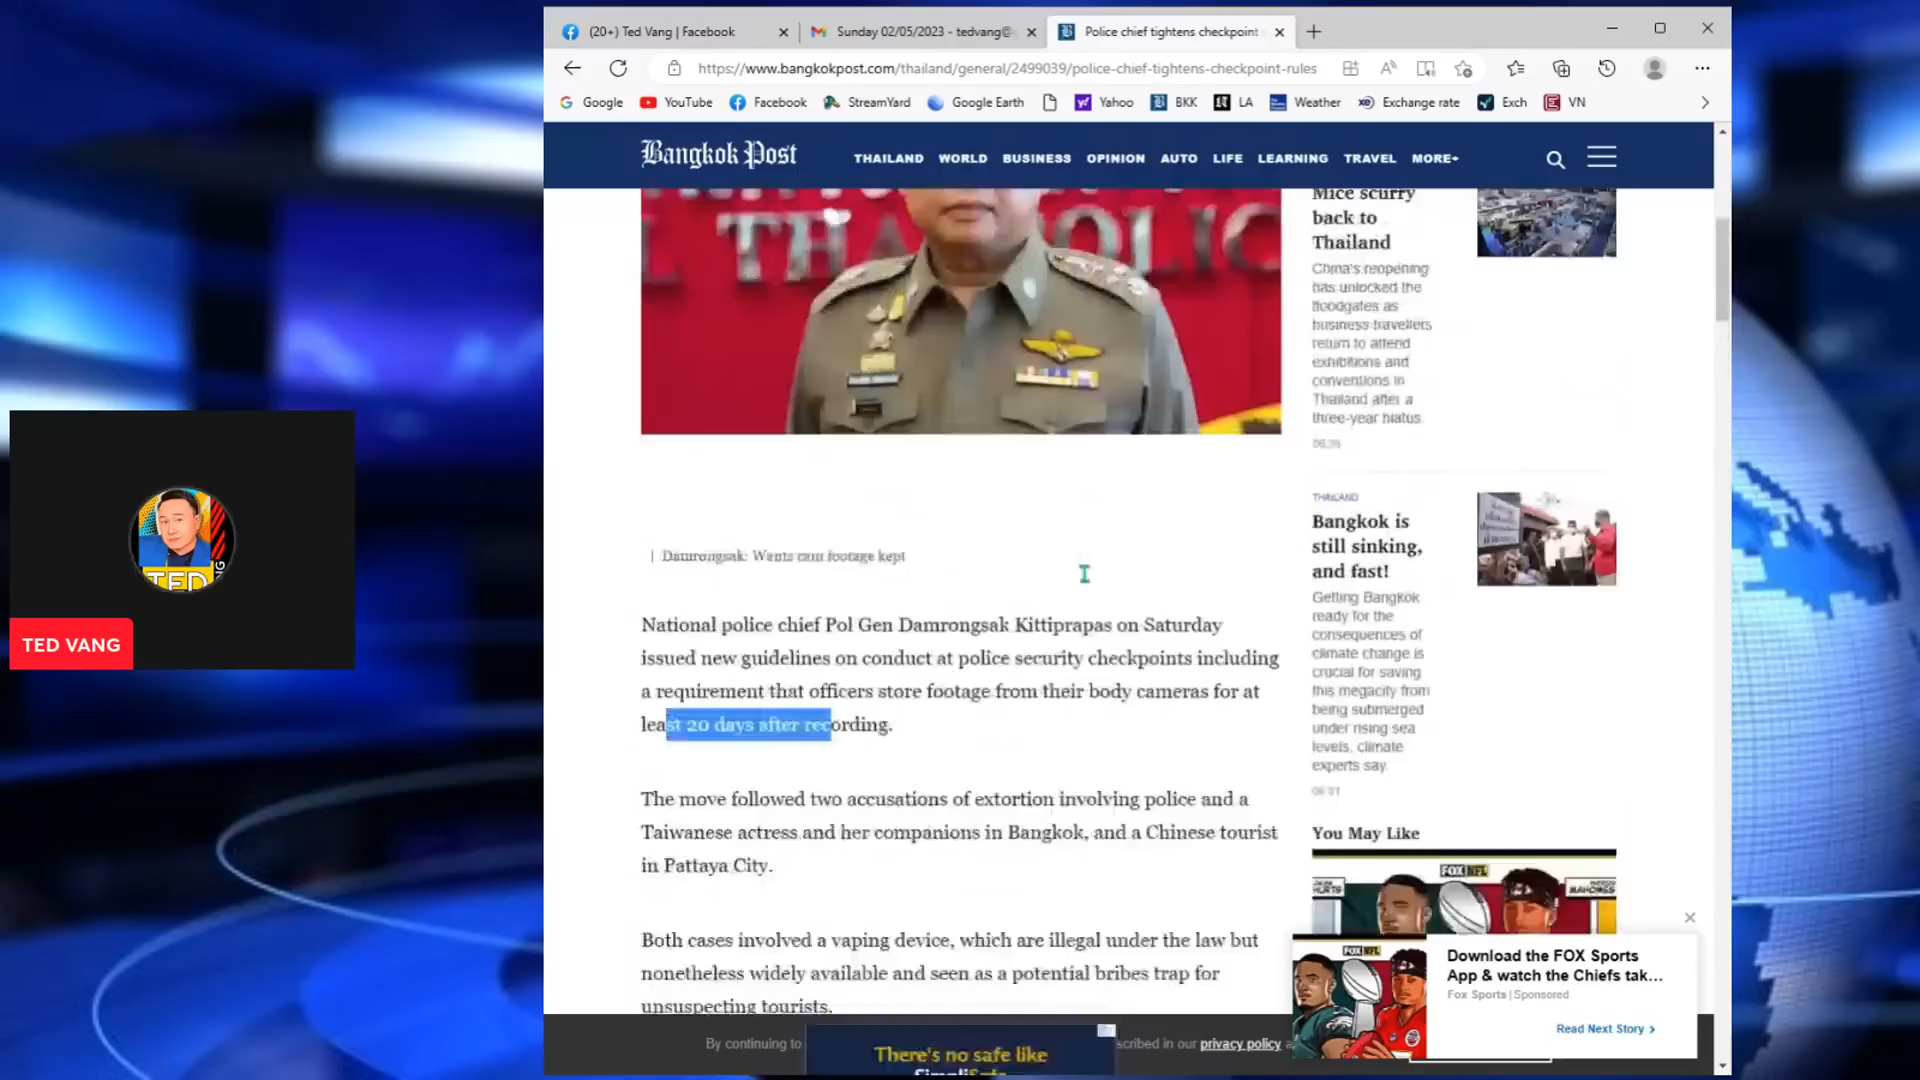 (20+) Ted Vang | Facebook
Sunday 02/05/2023 - tedvang@
Police chief tightens checkpoint
https://www.bangkokpost.com/thailand/general/2499039/police-chief-tightens-checkpoint-rules
Google
YouTube
Facebook
StreamYard
Google Earth
Yahoo
BKK
LA
Weather
Exchange rate
Exch
VN
Bangkok Post
THAILAND WORLD BUSINESS OPINION AUTO LIFE LEARNING TRAVEL MORE+
L THA OLIC
| Damrongsak: Wants cam footage kept
National police chief Pol Gen Damrongsak Kittiprapas on Saturday
issued new guidelines on conduct at police security checkpoints including
a requirement that officers store footage from their body cameras for at
least 20 days after recording.
The move followed two accusations of extortion involving police and a
Taiwanese actress and her companions in Bangkok, and a Chinese tourist
in Pattaya City.
Both cases involved a vaping device, which are illegal under the law but
nonetheless widely available and seen as a potential bribes trap for
unsuspecting tourists.
Mice scurry
back to
Thailand
China's reopening
has unlocked the
floodgates as
business travellers
return to attend
exhibitions and
conventions in
Thailand after a
three-year hiatus.
THAILAND
Bangkok is
still sinking,
and fast!
Getting Bangkok
ready for the
consequences of
climate change is
crucial for saving
this megacity from
being submerged
under rising sea
levels, climate
experts say.
You May Like
FOX NFL
FOX NFL
Download the FOX Sports
App & watch the Chiefs tak...
Fox Sports | Sponsored
Read Next Story >
By continuing to
scribed in our privacy policy
There's no safe like
TED
TED VANG